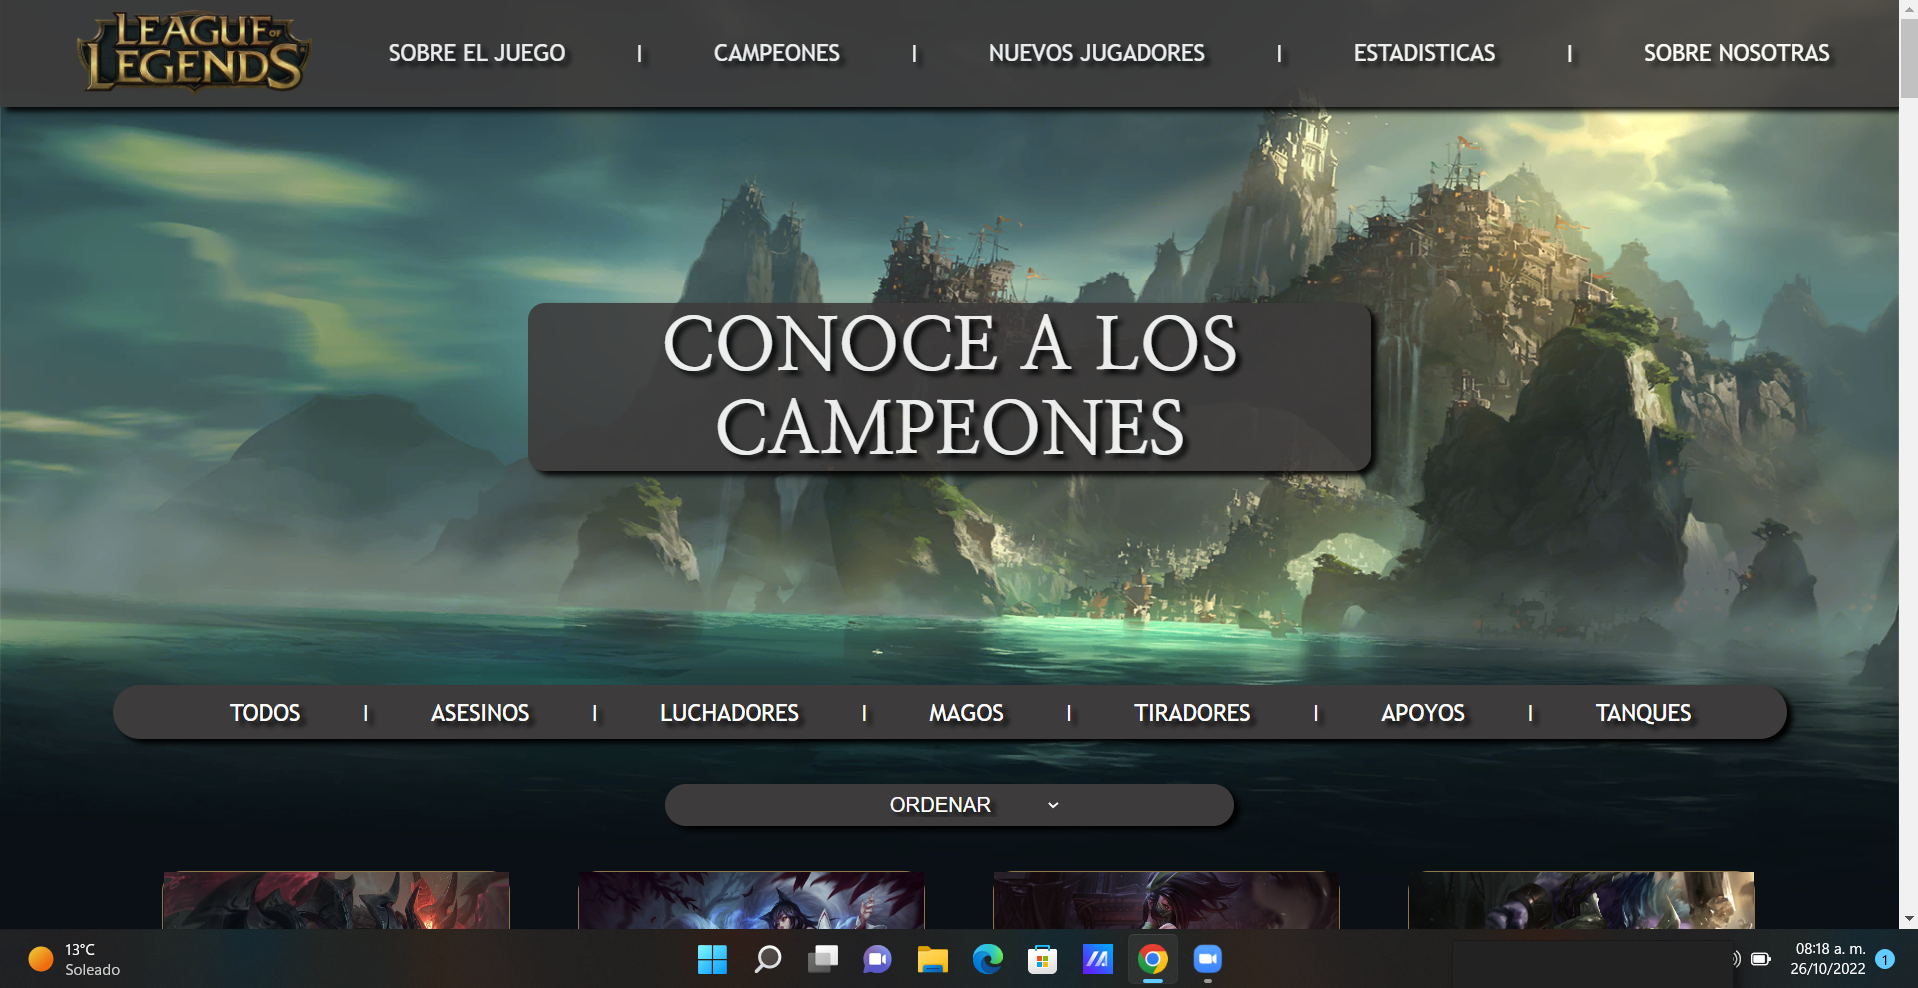 LEAGUE OF
LEGENDS
SOBRE EL JUEGO | CAMPEONES | NUEVOS JUGADORES | ESTADISTICAS | SOBRE NOSOTRAS
CONOCE A LOS
CAMPEONES
TODOS | ASESINOS | LUCHADORES | MAGOS | TIRADORES | APOYOS | TANQUES
ORDENAR
13°C
Soleado
08:18 a. m.
26/10/2022
1